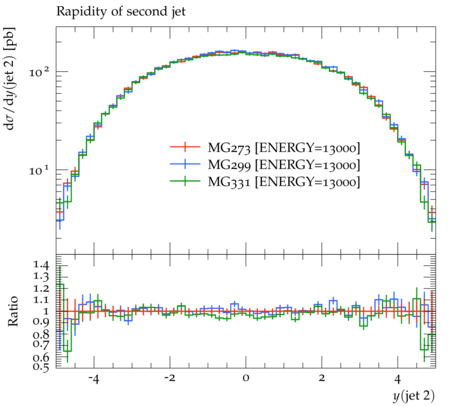 Rapidity of second jet
dσ/dy(jet 2) [pb]
10²
10¹
MG273 [ENERGY=13000]
MG299 [ENERGY=13000]
MG331 [ENERGY=13000]
Ratio
1.4
1.3
1.2
1.1
1
0.9
0.8
0.7
0.6
0.5
-4 -2 0 2 4
y(jet 2)